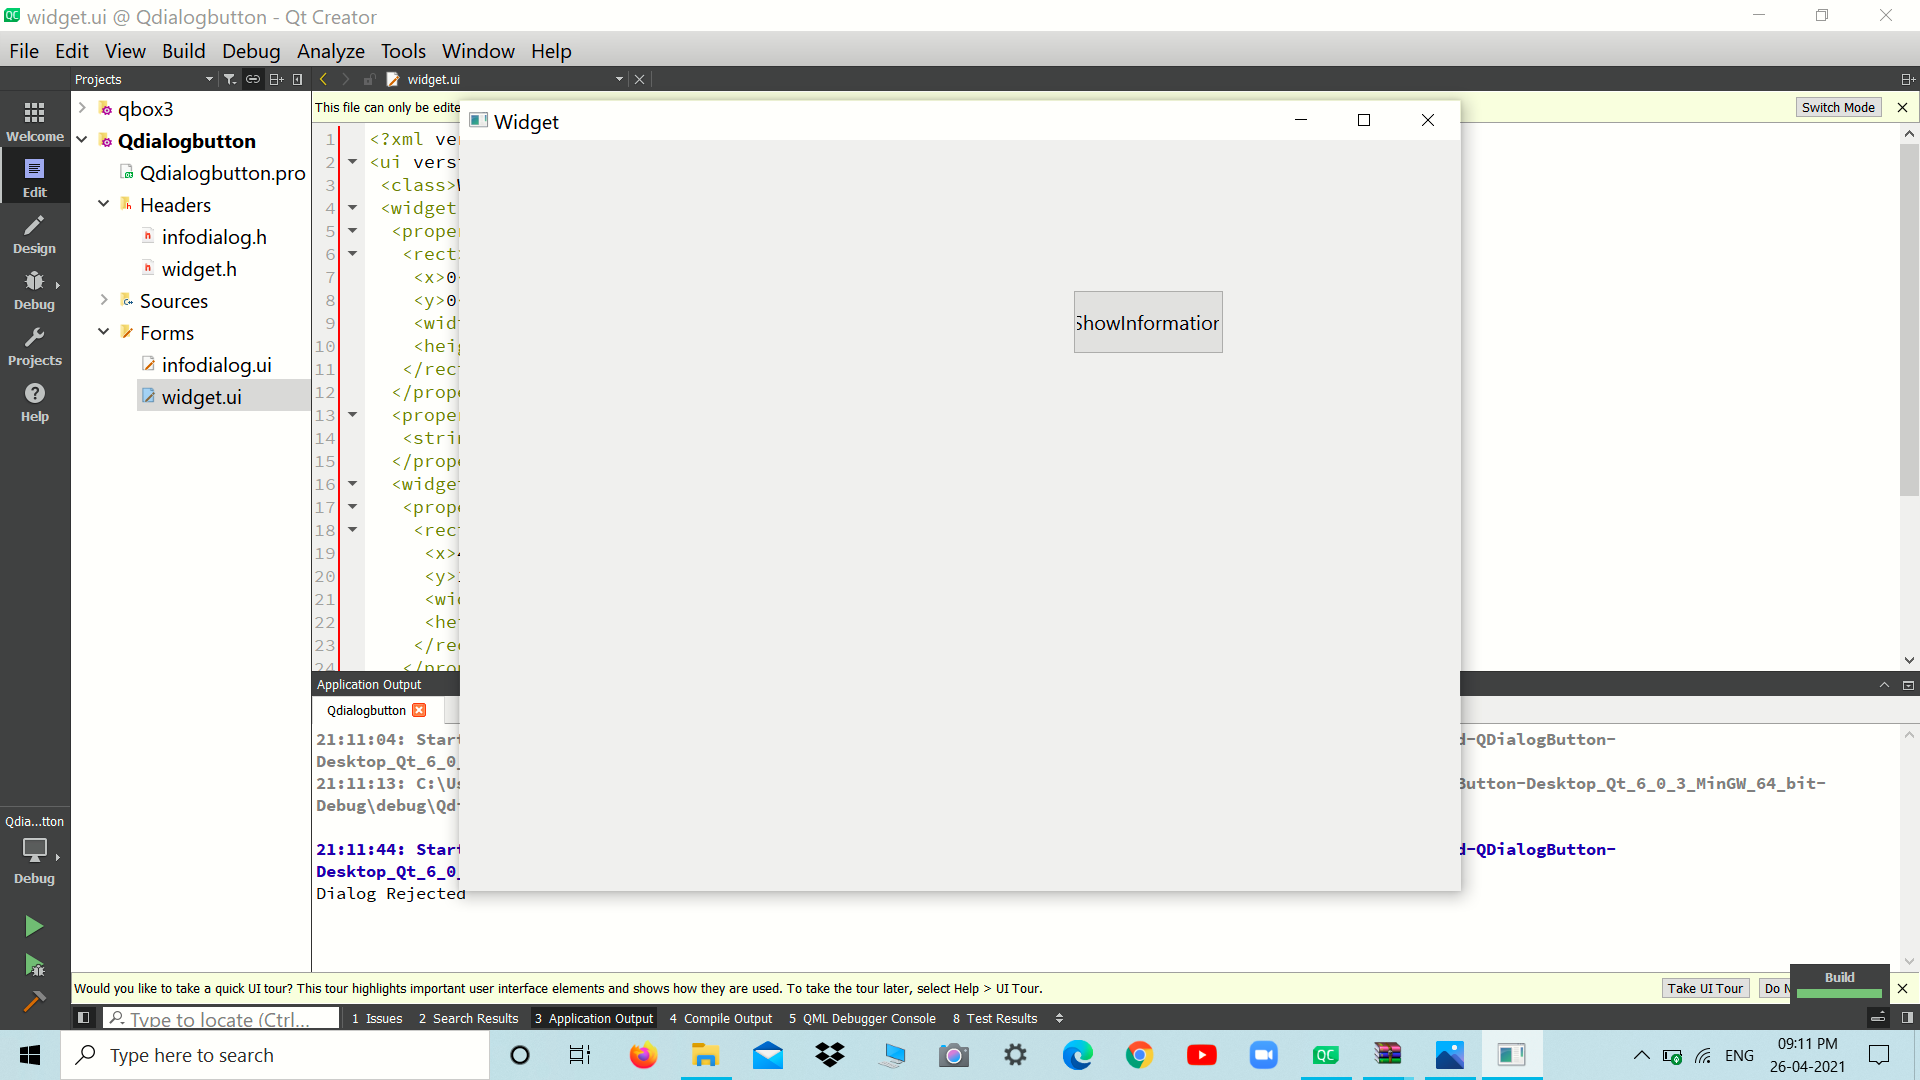 widget.ui @ Qdialogbutton - Qt Creator
File Edit View Build Debug Analyze Tools Window Help
Projects
widget.ui
This file can only be edite
Switch Mode
Welcome
Edit
Design
Debug
Projects
Help
qbox3
Qdialogbutton
Qdialogbutton.pro
Headers
infodialog.h
widget.h
Sources
Forms
infodialog.ui
widget.ui
1 <?xml ve
2 <ui vers
3 <class>
4 <widget
5 <prope
6 <rect
7 <x>0
8 <y>0
9 <wid
10 <hei
11 </rec
12 </prop
13 <prope
14 <stri
15 </prop
16 <widge
17 <prop
18 <rec
19 <x>
20 <y>
21 <wi
22 <he
23 </re
24 </pro
Widget
ShowInformation
Application Output
Qdialogbutton
21:11:04: Start
d-QDialogButton-
Desktop_Qt_6_0_
21:11:13: C:\Us
Button-Desktop_Qt_6_0_3_MinGW_64_bit-
Debug\debug\Qd
21:11:44: Start
d-QDialogButton-
Desktop_Qt_6_0_
Dialog Rejected
Qdia...tton
Debug
Would you like to take a quick UI tour? This tour highlights important user interface elements and shows how they are used. To take the tour later, select Help > UI Tour.
Take UI Tour
Do N
Build
Type to locate (Ctrl...
1 Issues 2 Search Results 3 Application Output 4 Compile Output 5 QML Debugger Console 8 Test Results
Type here to search
ENG
09:11 PM
26-04-2021